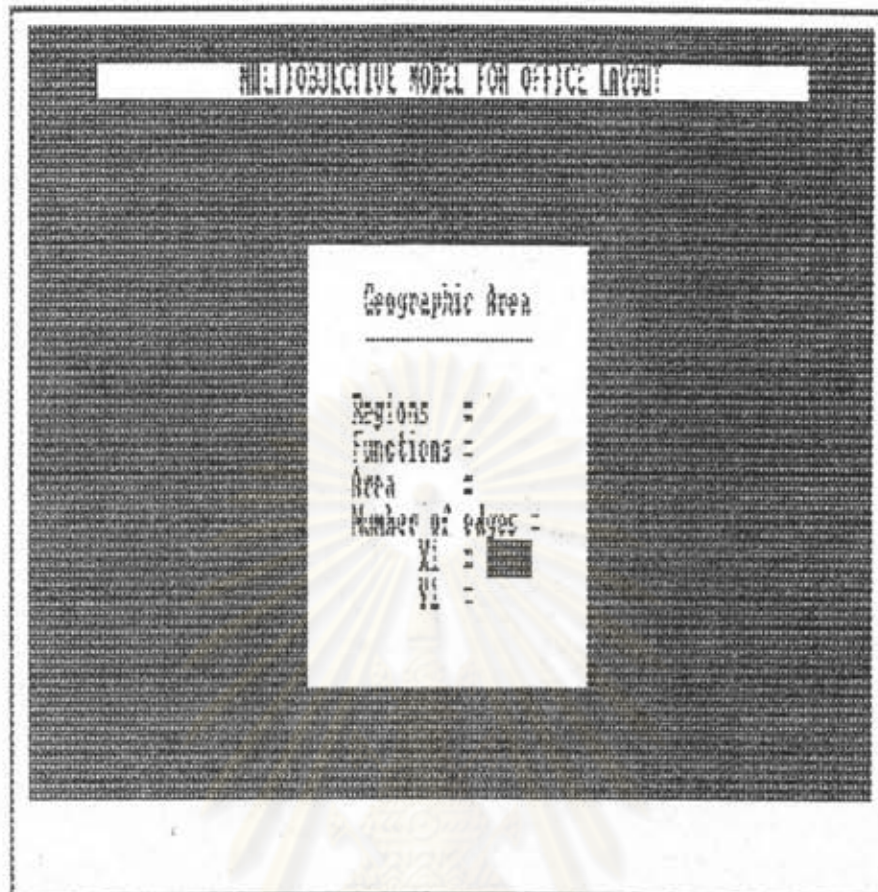 MULTIOBJECTIVE MODEL FOR OFFICE LAYOUT
Geographic Area
Regions =
Functions =
Area =
Number of edges =
Xi =
Yi =